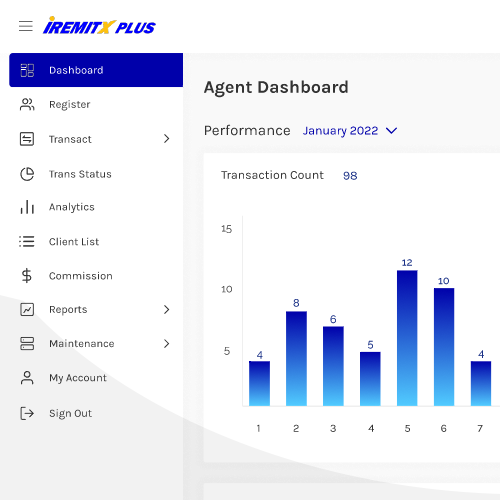 iREMITX PLUS
Dashboard
Register
Transact
Trans Status
Analytics
Client List
Commission
Reports
Maintenance
My Account
Sign Out
Agent Dashboard
Performance January 2022
Transaction Count 98
15
10
5
4
8
6
5
12
10
4
1 2 3 4 5 6 7